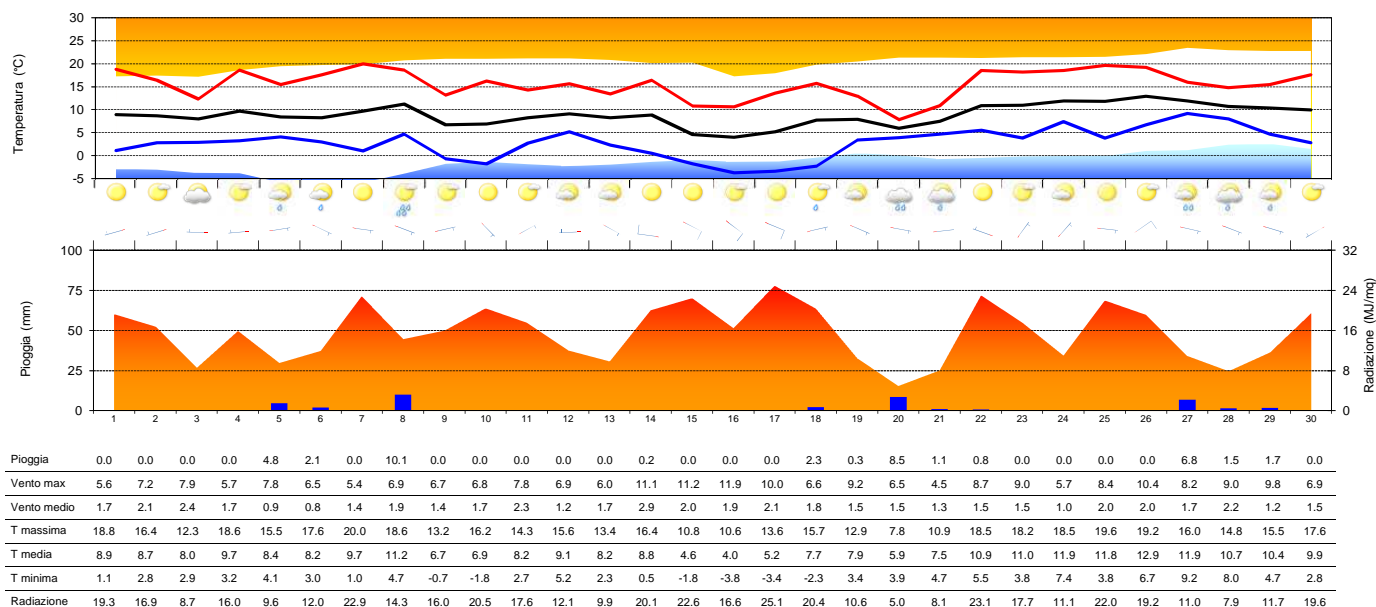 Temperatura (°C)
30
25
20
15
10
5
0
-5
Pioggia (mm)
100
75
50
25
0
32
24
16
8
0
Radiazione (MJ/mq)
1 2 3 4 5 6 7 8 9 10 11 12 13 14 15 16 17 18 19 20 21 22 23 24 25 26 27 28 29 30
Pioggia 0.0 0.0 0.0 0.0 4.8 2.1 0.0 10.1 0.0 0.0 0.0 0.0 0.0 0.2 0.0 0.0 0.0 2.3 0.3 8.5 1.1 0.8 0.0 0.0 0.0 0.0 6.8 1.5 1.7 0.0
Vento max 5.6 7.2 7.9 5.7 7.8 6.5 5.4 6.9 6.7 6.8 7.8 6.9 6.0 11.1 11.2 11.9 10.0 6.6 9.2 6.5 4.5 8.7 9.0 5.7 8.4 10.4 8.2 9.0 9.8 6.9
Vento medio 1.7 2.1 2.4 1.7 0.9 0.8 1.4 1.9 1.4 1.7 2.3 1.2 1.7 2.9 2.0 1.9 2.1 1.8 1.5 1.5 1.3 1.5 1.5 1.0 2.0 2.0 1.7 2.2 1.2 1.5
T massima 18.8 16.4 12.3 18.6 15.5 17.6 20.0 18.6 13.2 16.2 14.3 15.6 13.4 16.4 10.8 10.6 13.6 15.7 12.9 7.8 10.9 18.5 18.2 18.5 19.6 19.2 16.0 14.8 15.5 17.6
T media 8.9 8.7 8.0 9.7 8.4 8.2 9.7 11.2 6.7 6.9 8.2 9.1 8.2 8.8 4.6 4.0 5.2 7.7 7.9 5.9 7.5 10.9 11.0 11.9 11.8 12.9 11.9 10.7 10.4 9.9
T minima 1.1 2.8 2.9 3.2 4.1 3.0 1.0 4.7 -0.7 -1.8 2.7 5.2 2.3 0.5 -1.8 -3.8 -3.4 -2.3 3.4 3.9 4.7 5.5 3.8 7.4 3.8 6.7 9.2 8.0 4.7 2.8
Radiazione 19.3 16.9 8.7 16.0 9.6 12.0 22.9 14.3 16.0 20.5 17.6 12.1 9.9 20.1 22.6 16.6 25.1 20.4 10.6 5.0 8.1 23.1 17.7 11.1 22.0 19.2 11.0 7.9 11.7 19.6